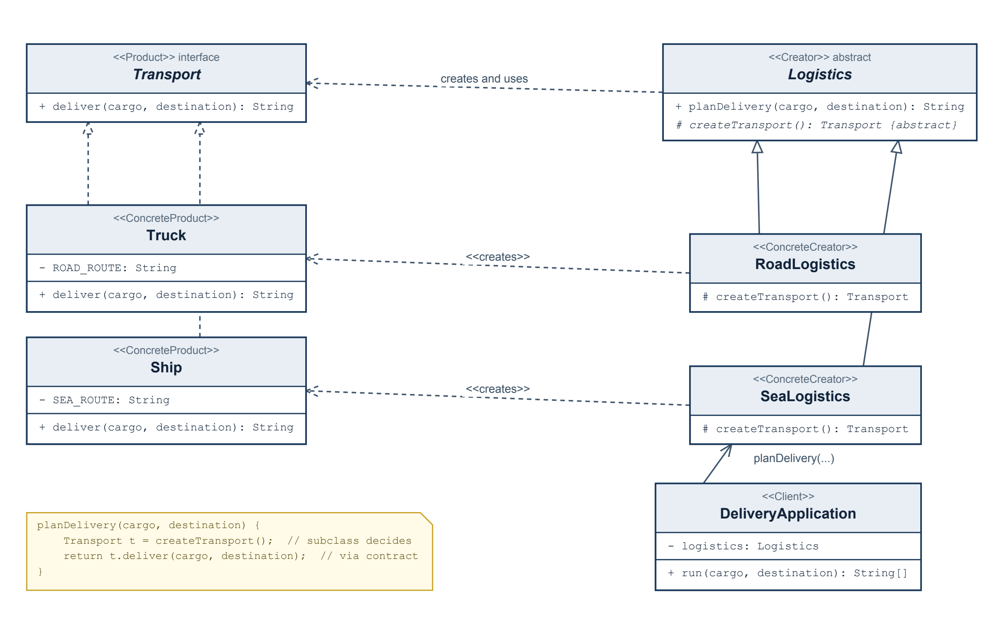 <<Product>> interface
Transport
+ deliver(cargo, destination): String
creates and uses
<<Creator>> abstract
Logistics
+ planDelivery(cargo, destination): String
# createTransport(): Transport {abstract}
<<ConcreteProduct>>
Truck
- ROAD_ROUTE: String
+ deliver(cargo, destination): String
<<creates>>
<<ConcreteCreator>>
RoadLogistics
# createTransport(): Transport
<<ConcreteProduct>>
Ship
- SEA_ROUTE: String
+ deliver(cargo, destination): String
<<creates>>
<<ConcreteCreator>>
SeaLogistics
# createTransport(): Transport
planDelivery(...)
<<Client>>
DeliveryApplication
- logistics: Logistics
+ run(cargo, destination): String[]
planDelivery(cargo, destination) {
    Transport t = createTransport();  // subclass decides
    return t.deliver(cargo, destination);  // via contract
}